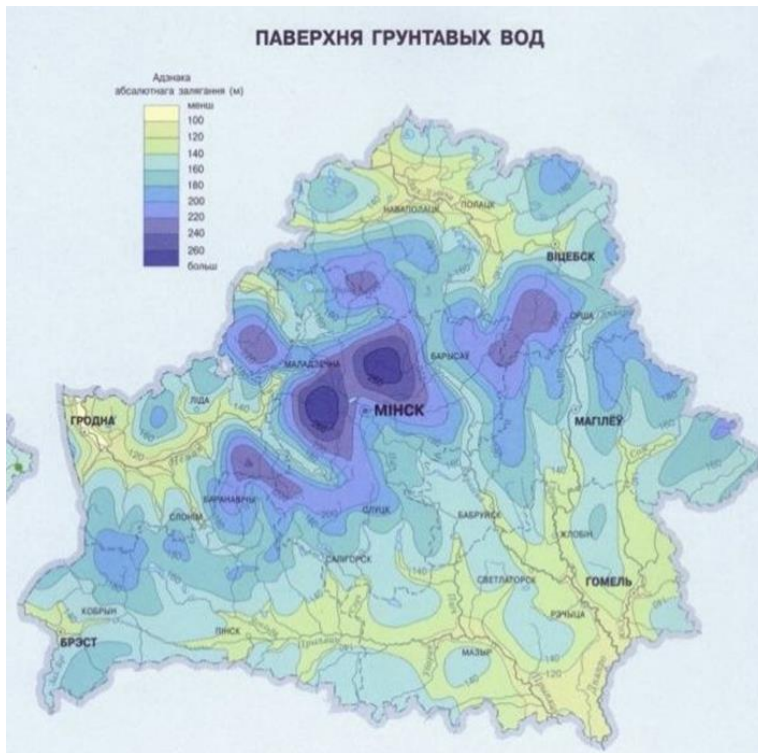 ПАВЕРХНЯ ГРУНТАВЫХ ВОД
Адзнака
абсалютнага залягання (м)
менш
100
120
140
160
180
200
220
240
260
больш
НАВАПОЛАЦК
ПОЛАЦК
ВІЦЕБСК
ОРША
МАЛАДЗЕЧНА
БАРЫСАЎ
ЛІДА
ГРОДНА
МІНСК
МАГІЛЁЎ
Нёман
Сож
БАРАНАВІЧЫ
СЛОНІМ
СЛУЦК
БАБРУЙСК
ЖЛОБІН
САЛІГОРСК
СВЕТЛАГОРСК
ГОМЕЛЬ
КОБРЫН
РЭЧЫЦА
ПІНСК
БРЭСТ
МАЗЫР